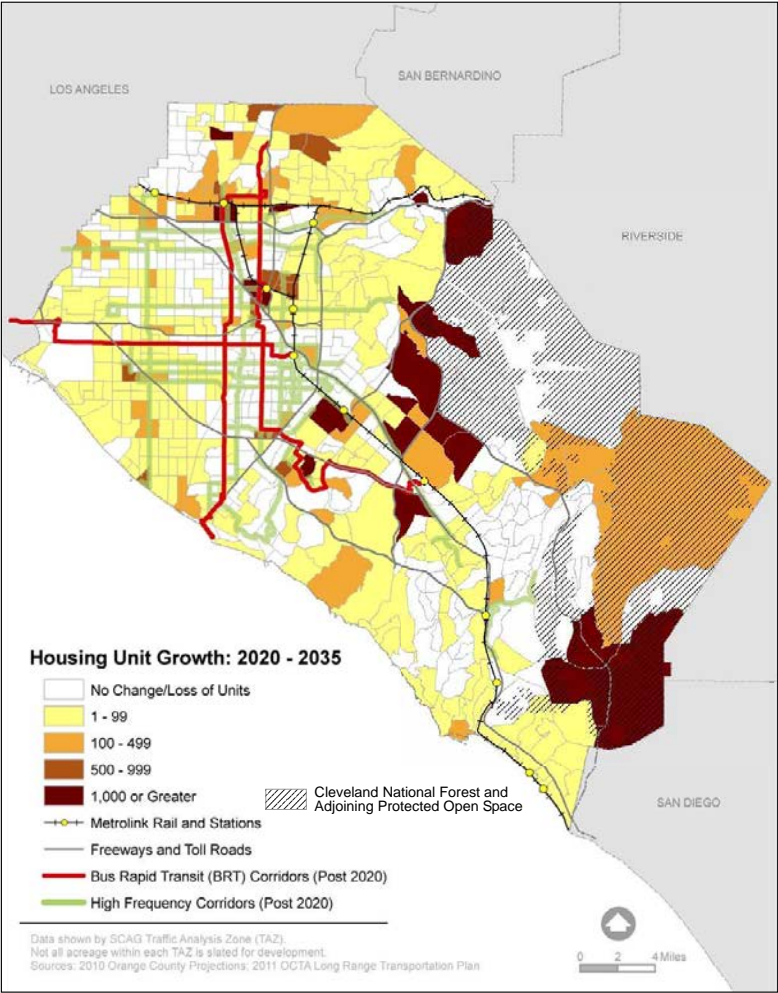 SAN BERNARDINO
LOS ANGELES
RIVERSIDE
Housing Unit Growth: 2020 - 2035
No Change/Loss of Units
1 - 99
100 - 499
500 - 999
1,000 or Greater
Cleveland National Forest and
Adjoining Protected Open Space
Metrolink Rail and Stations
SAN DIEGO
Freeways and Toll Roads
Bus Rapid Transit (BRT) Corridors (Post 2020)
High Frequency Corridors (Post 2020)
Data shown by SCAG Traffic Analysis Zone (TAZ).
Not all acreage within each TAZ is slated for development.
Sources: 2010 Orange County Projections; 2011 OCTA Long Range Transportation Plan
0 2 4 Miles